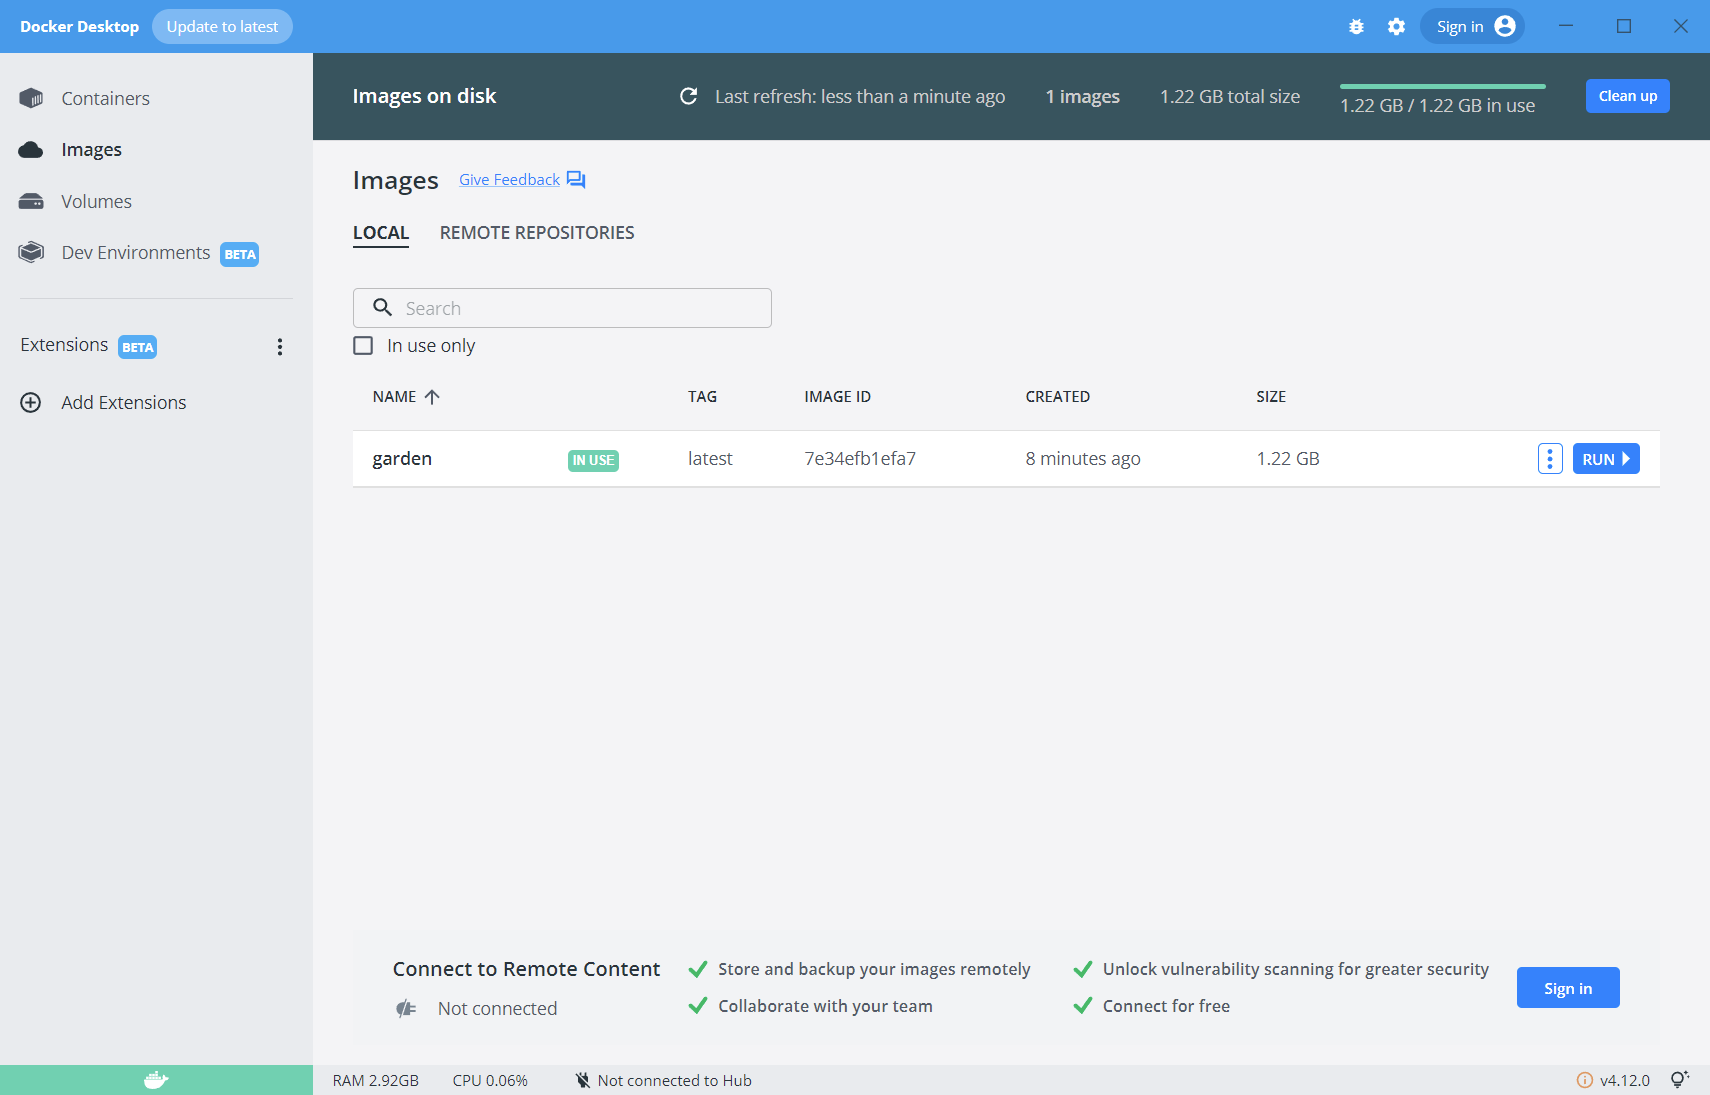 Docker Desktop Update to latest Sign in
Containers
Images
Volumes
Dev Environments BETA
Extensions BETA
Add Extensions
Images on disk Last refresh: less than a minute ago 1 images 1.22 GB total size 1.22 GB / 1.22 GB in use Clean up
Images Give Feedback
LOCAL REMOTE REPOSITORIES
Search
In use only
NAME TAG IMAGE ID CREATED SIZE
garden IN USE latest 7e34efb1efa7 8 minutes ago 1.22 GB RUN
Connect to Remote Content
Not connected
Store and backup your images remotely
Collaborate with your team
Unlock vulnerability scanning for greater security
Connect for free
Sign in
RAM 2.92GB CPU 0.06% Not connected to Hub v4.12.0